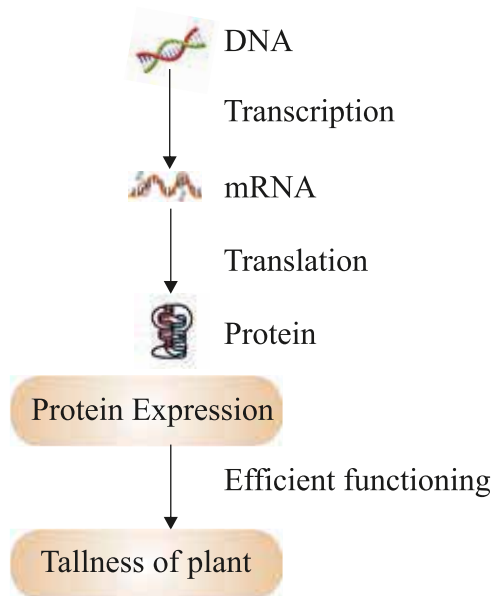 DNA
Transcription
mRNA
Translation
Protein
Protein Expression
Efficient functioning
Tallness of plant